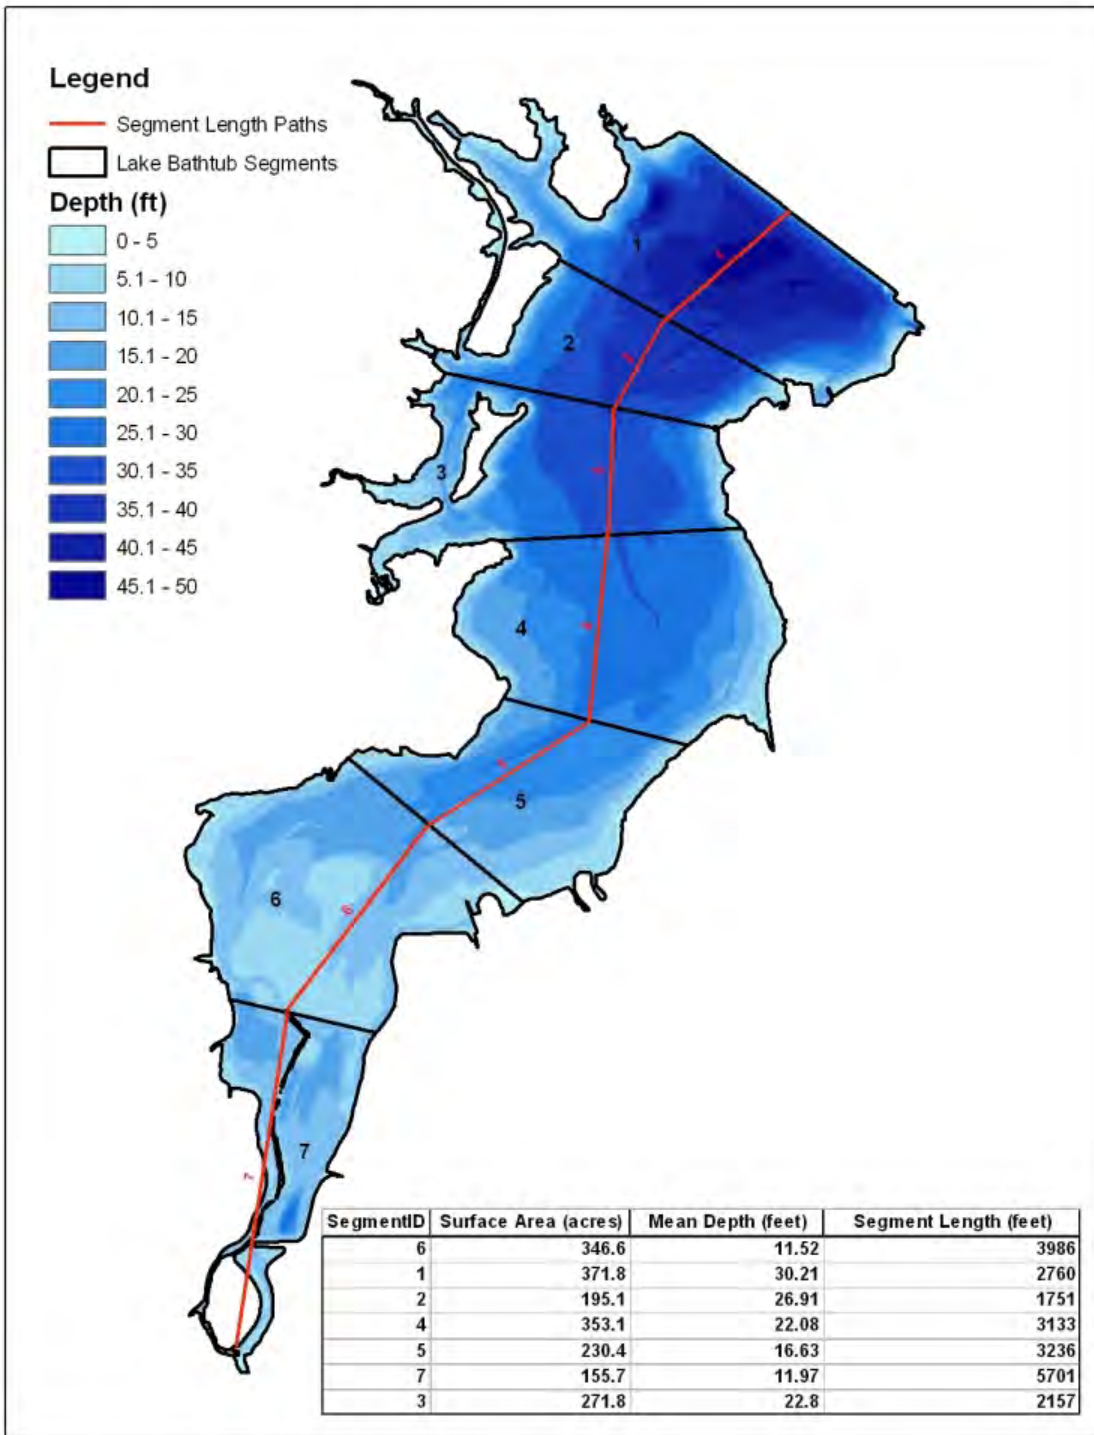 Legend
Segment Length Paths
Lake Bathtub Segments
Depth (ft)
0 - 5
5.1 - 10
10.1 - 15
15.1 - 20
20.1 - 25
25.1 - 30
30.1 - 35
35.1 - 40
40.1 - 45
45.1 - 50
1
2
3
4
5
6
6
7
7
SegmentID Surface Area (acres) Mean Depth (feet) Segment Length (feet)
6 346.6 11.52 3986
1 371.8 30.21 2760
2 195.1 26.91 1751
4 353.1 22.08 3133
5 230.4 16.63 3236
7 155.7 11.97 5701
3 271.8 22.8 2157